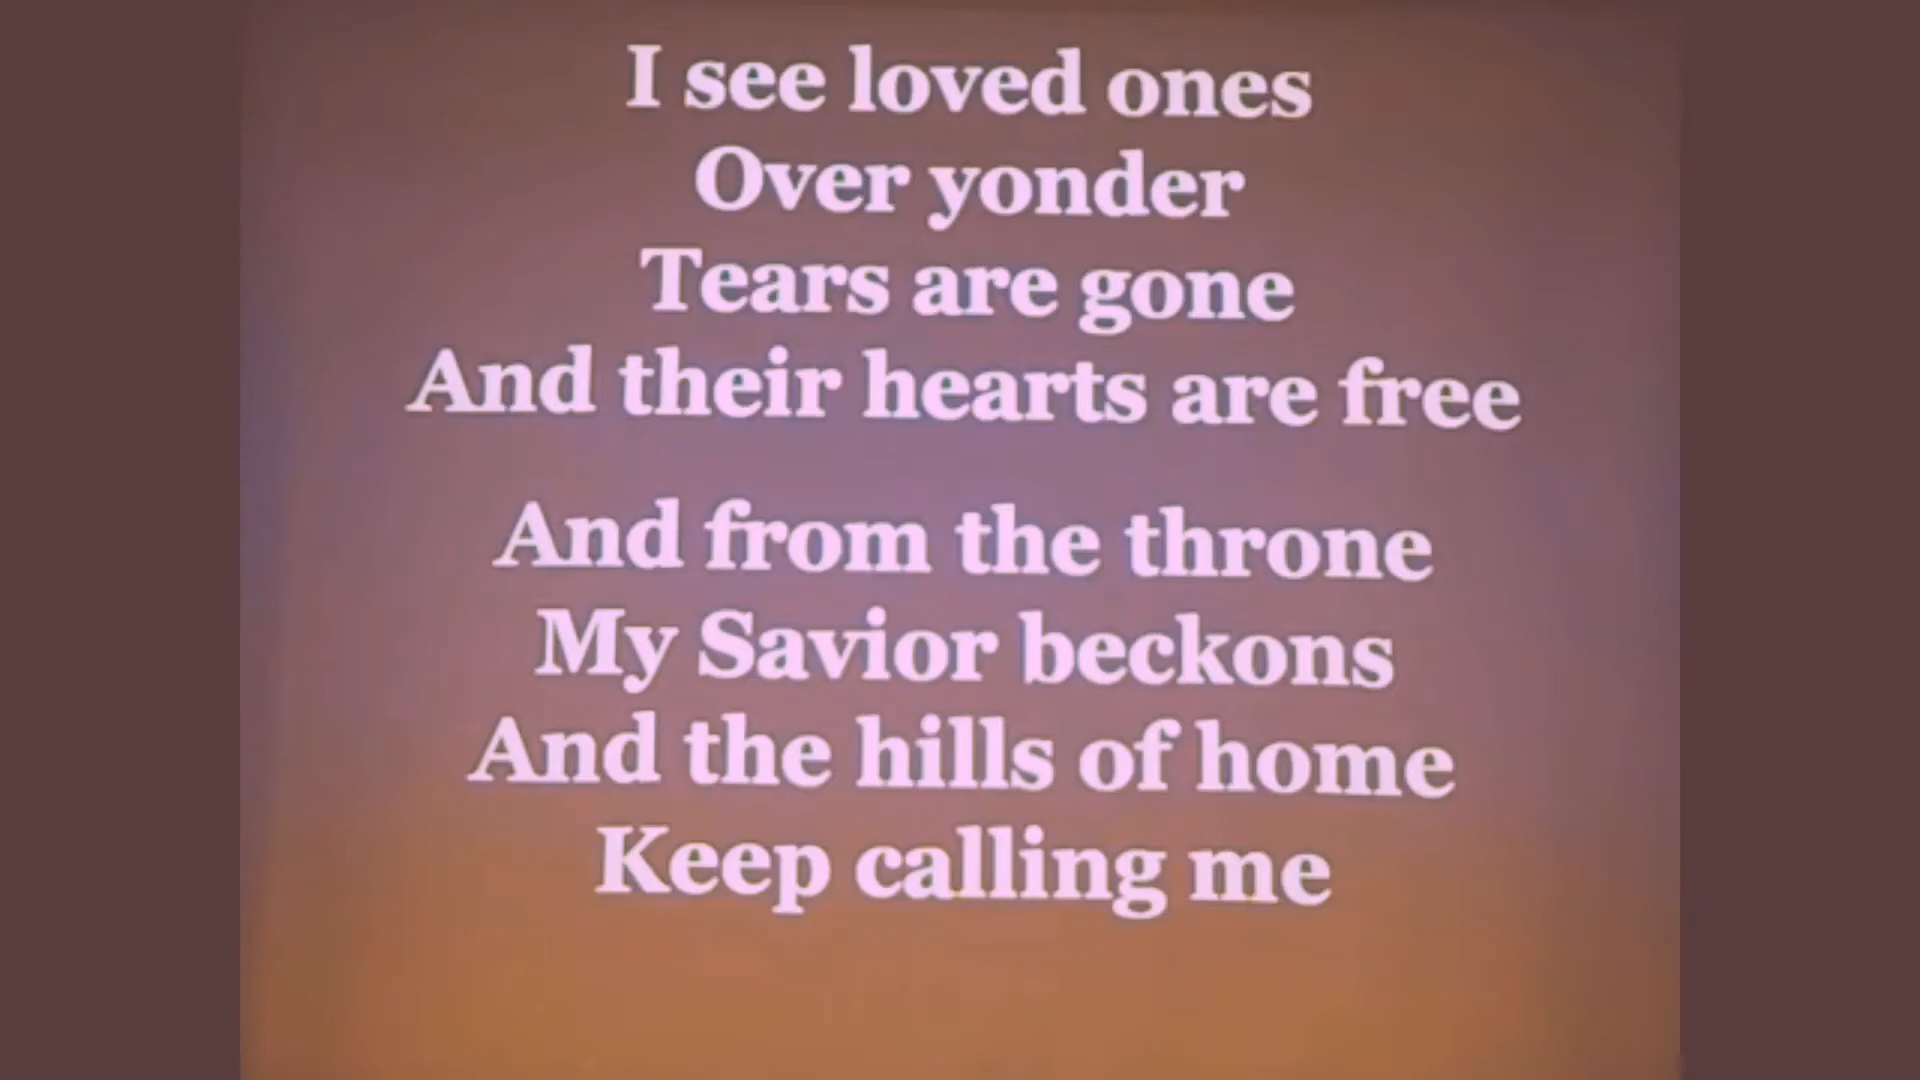 I see loved ones
Over yonder
Tears are gone
And their hearts are free
And from the throne
My Savior beckons
And the hills of home
Keep calling me